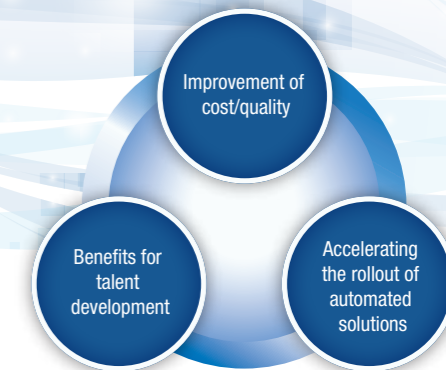 Improvement of
cost/quality
Benefits for
talent
development
Accelerating
the rollout of
automated
solutions